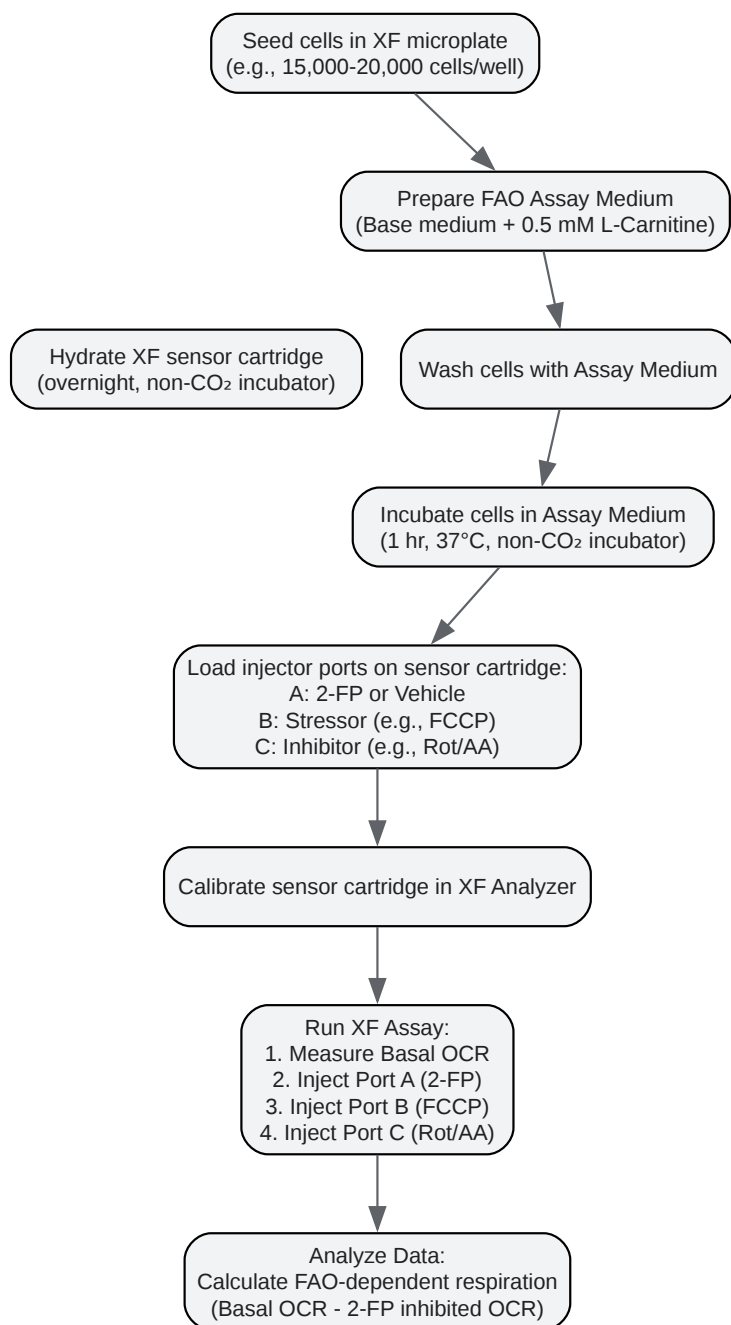 Seed cells in XF microplate
(e.g., 15,000-20,000 cells/well)
Prepare FAO Assay Medium
(Base medium + 0.5 mM L-Carnitine)
Hydrate XF sensor cartridge
(overnight, non-CO₂ incubator)
Wash cells with Assay Medium
Incubate cells in Assay Medium
(1 hr, 37°C, non-CO₂ incubator)
Load injector ports on sensor cartridge:
A: 2-FP or Vehicle
B: Stressor (e.g., FCCP)
C: Inhibitor (e.g., Rot/AA)
Calibrate sensor cartridge in XF Analyzer
Run XF Assay:
1. Measure Basal OCR
2. Inject Port A (2-FP)
3. Inject Port B (FCCP)
4. Inject Port C (Rot/AA)
Analyze Data:
Calculate FAO-dependent respiration
(Basal OCR - 2-FP inhibited OCR)